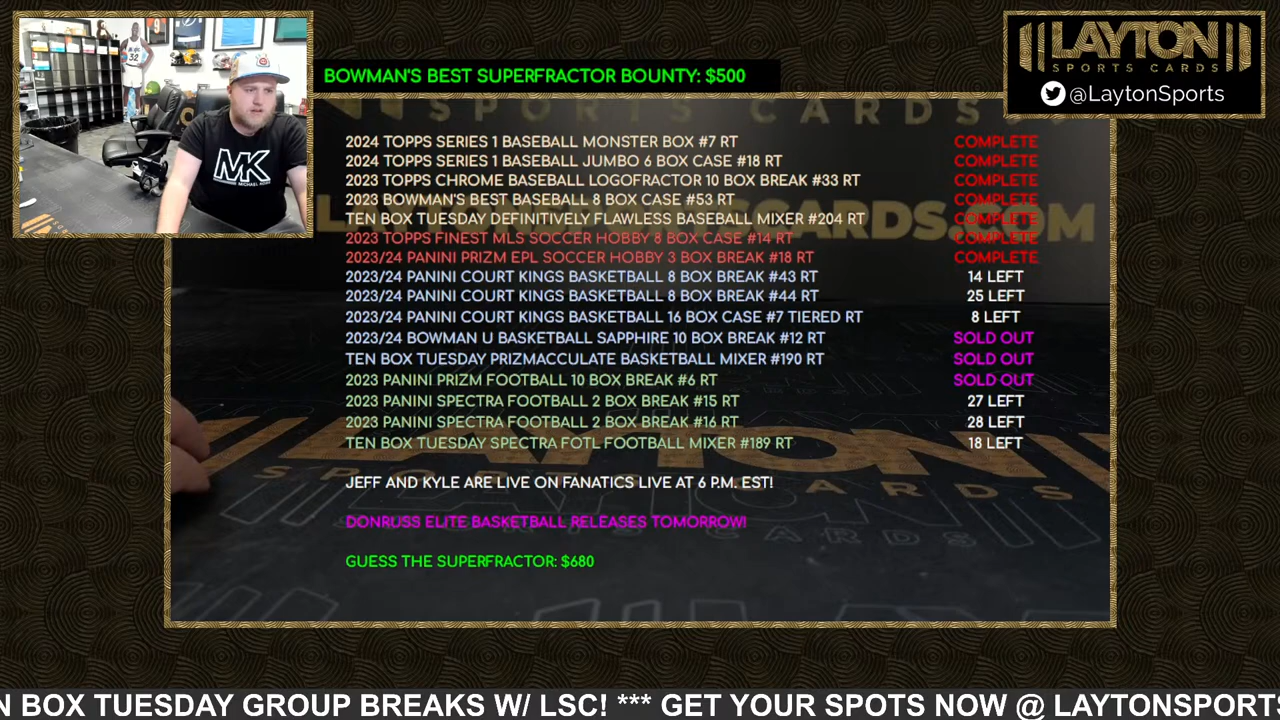 BOWMAN'S BEST SUPERFRACTOR BOUNTY: $500
LAYTON
SPORTS CARDS
@LaytonSports
32
MK
MICHAEL KORS
SPORTS CARDS
2024 TOPPS SERIES 1 BASEBALL MONSTER BOX #7 RT COMPLETE
2024 TOPPS SERIES 1 BASEBALL JUMBO 6 BOX CASE #18 RT COMPLETE
2023 TOPPS CHROME BASEBALL LOGOFRACTOR 10 BOX BREAK #33 RT COMPLETE
2023 BOWMAN'S BEST BASEBALL 8 BOX CASE #53 RT COMPLETE
TEN BOX TUESDAY DEFINITIVELY FLAWLESS BASEBALL MIXER #204 RT COMPLETE
2023 TOPPS FINEST MLS SOCCER HOBBY 8 BOX CASE #14 RT COMPLETE
2023/24 PANINI PRIZM EPL SOCCER HOBBY 3 BOX BREAK #18 RT COMPLETE
2023/24 PANINI COURT KINGS BASKETBALL 8 BOX BREAK #43 RT 14 LEFT
2023/24 PANINI COURT KINGS BASKETBALL 8 BOX BREAK #44 RT 25 LEFT
2023/24 PANINI COURT KINGS BASKETBALL 16 BOX CASE #7 TIERED RT 8 LEFT
2023/24 BOWMAN U BASKETBALL SAPPHIRE 10 BOX BREAK #12 RT SOLD OUT
TEN BOX TUESDAY PRIZMACCULATE BASKETBALL MIXER #190 RT SOLD OUT
2023 PANINI PRIZM FOOTBALL 10 BOX BREAK #6 RT SOLD OUT
2023 PANINI SPECTRA FOOTBALL 2 BOX BREAK #15 RT 27 LEFT
2023 PANINI SPECTRA FOOTBALL 2 BOX BREAK #16 RT 28 LEFT
TEN BOX TUESDAY SPECTRA FOTL FOOTBALL MIXER #189 RT 18 LEFT
JEFF AND KYLE ARE LIVE ON FANATICS LIVE AT 6 P.M. EST!
DONRUSS ELITE BASKETBALL RELEASES TOMORROW!
GUESS THE SUPERFRACTOR: $680
N BOX TUESDAY GROUP BREAKS W/ LSC! *** GET YOUR SPOTS NOW @ LAYTONSPORTS